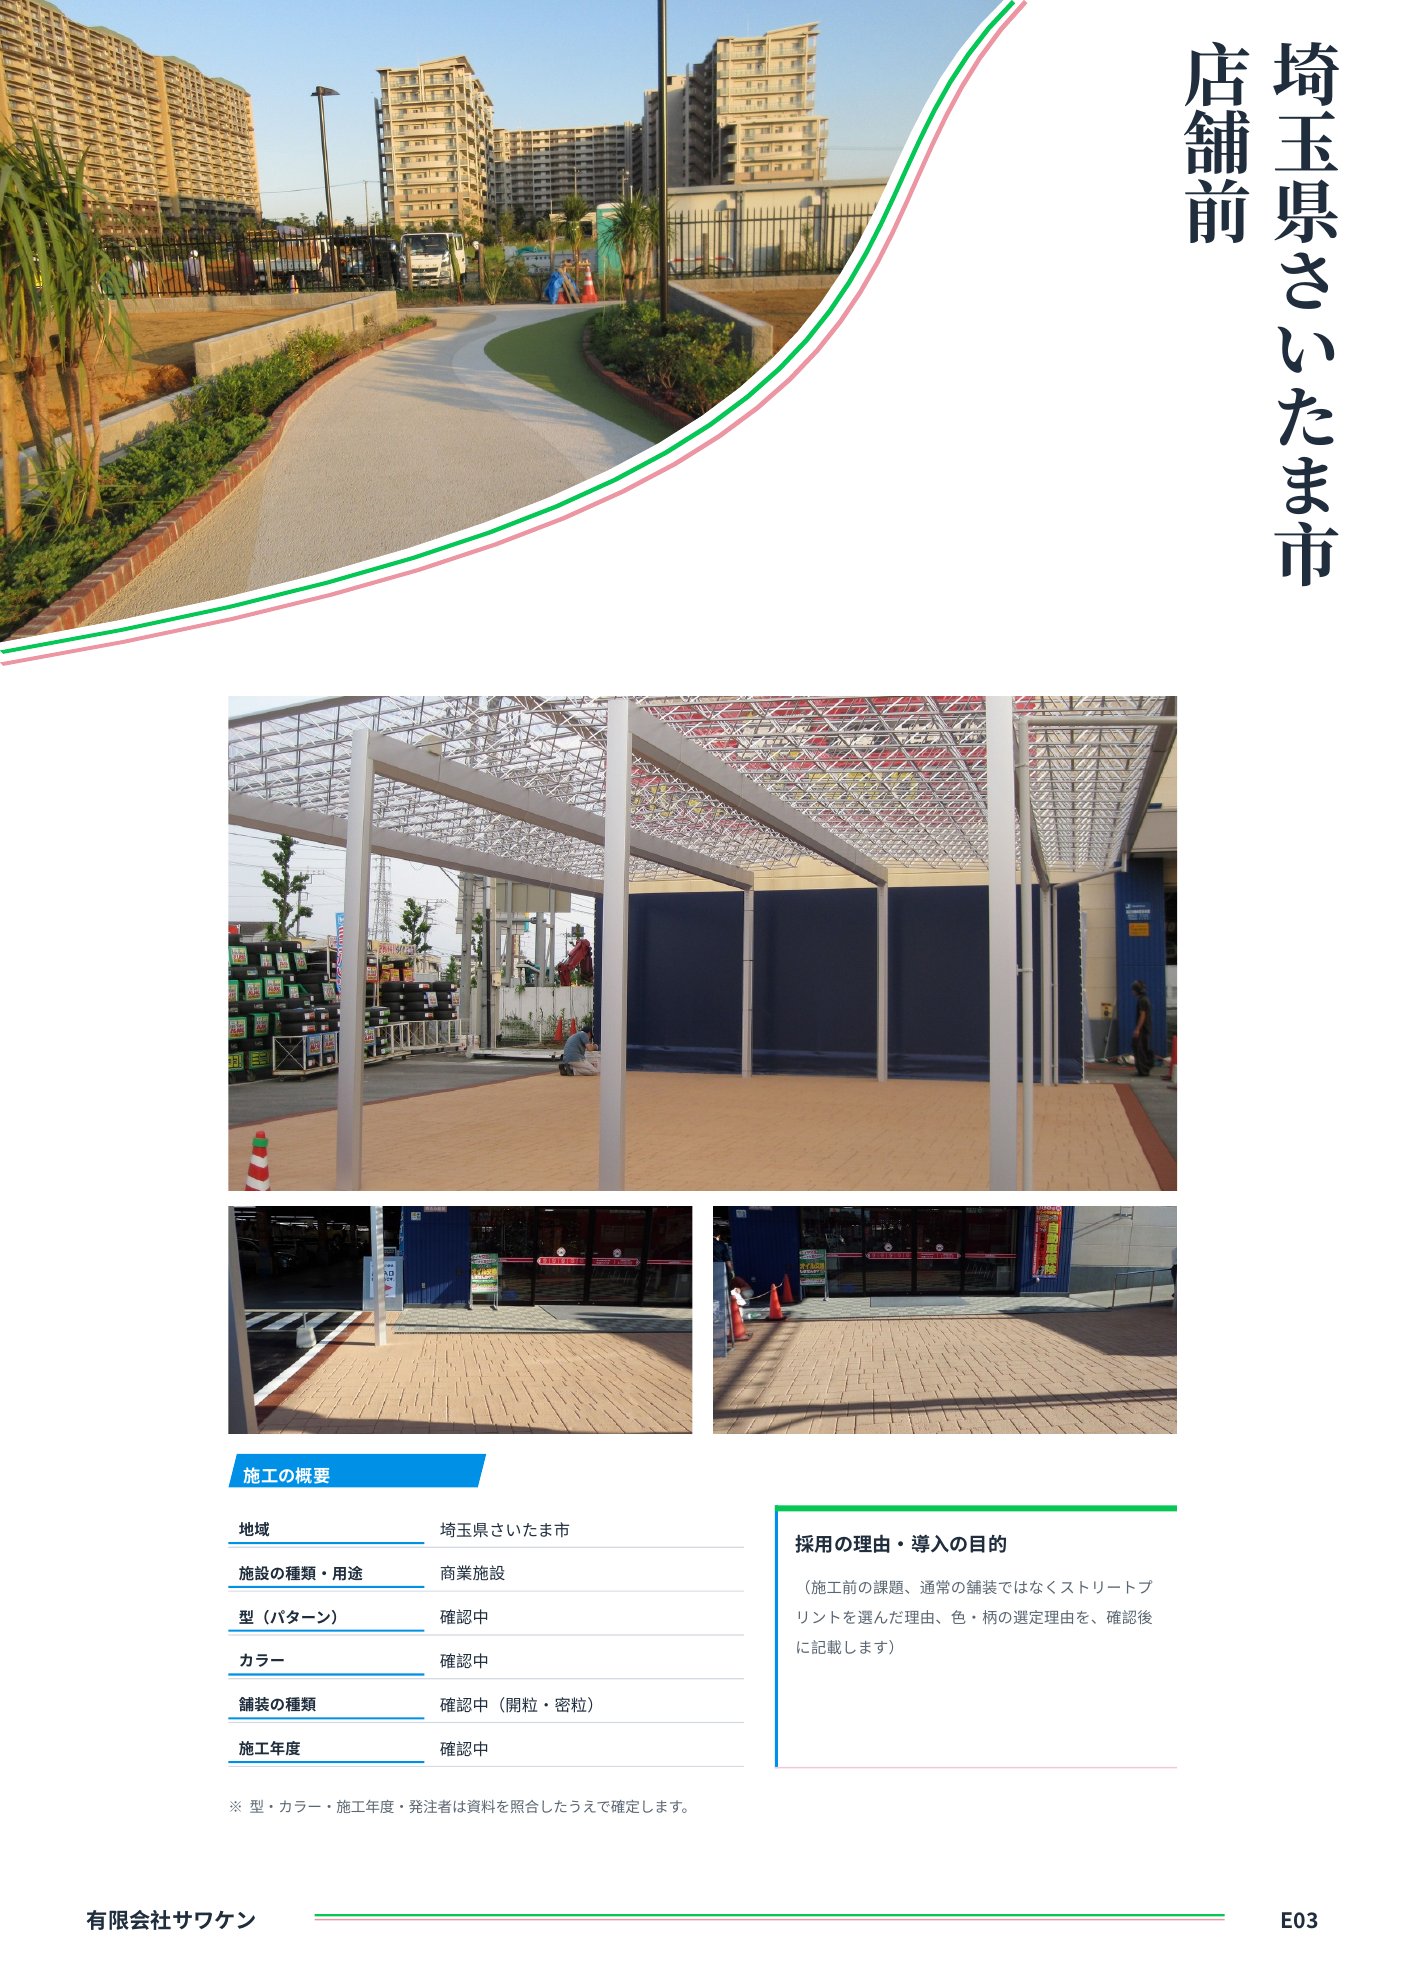 埼玉県さいたま市
店舗前
自動車保険
施工の概要
地域 埼玉県さいたま市
施設の種類・用途 商業施設
型（パターン） 確認中
カラー 確認中
舗装の種類 確認中（開粒・密粒）
施工年度 確認中
採用の理由・導入の目的
（施工前の課題、通常の舗装ではなくストリートプ
リントを選んだ理由、色・柄の選定理由を、確認後
に記載します）
※ 型・カラー・施工年度・発注者は資料を照合したうえで確定します。
有限会社サワケン
E03